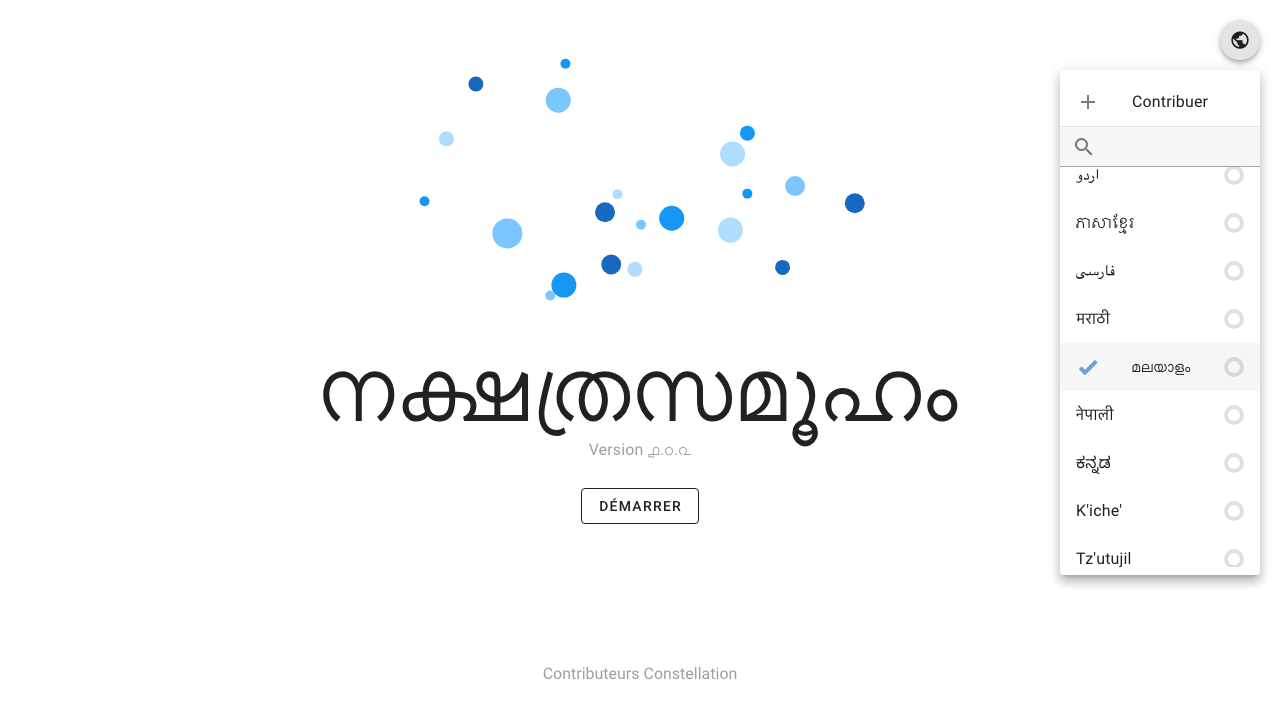 Contribuer
اردو
ភាសាខ្មែរ
فارسی
मराठी
മലയാളം
नेपाली
ಕನ್ನಡ
K'iche'
Tz'utujil
നക്ഷത്രസമൂഹം
Version ൧.൦.൨
DÉMARRER
Contributeurs Constellation